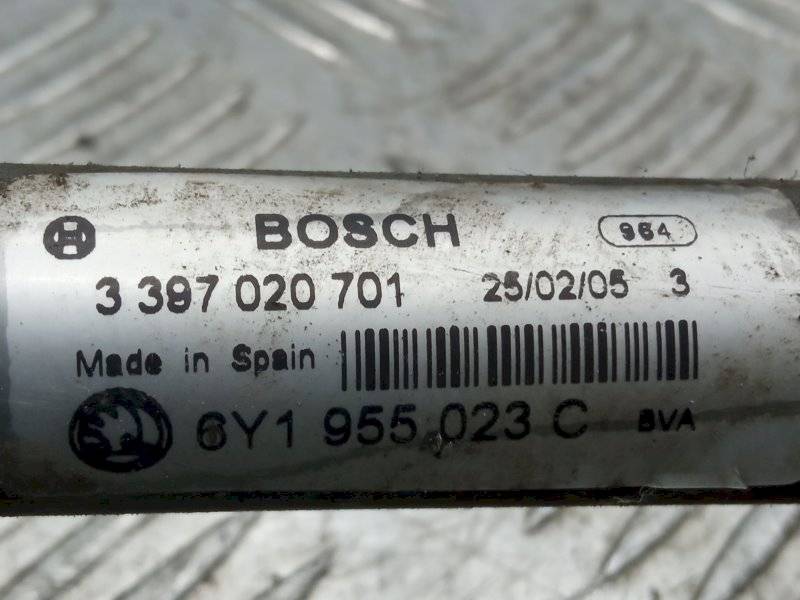 BOSCH 964
3 397 020 701 25/02/05 3
Made in Spain
6Y1 955 023 C BVA